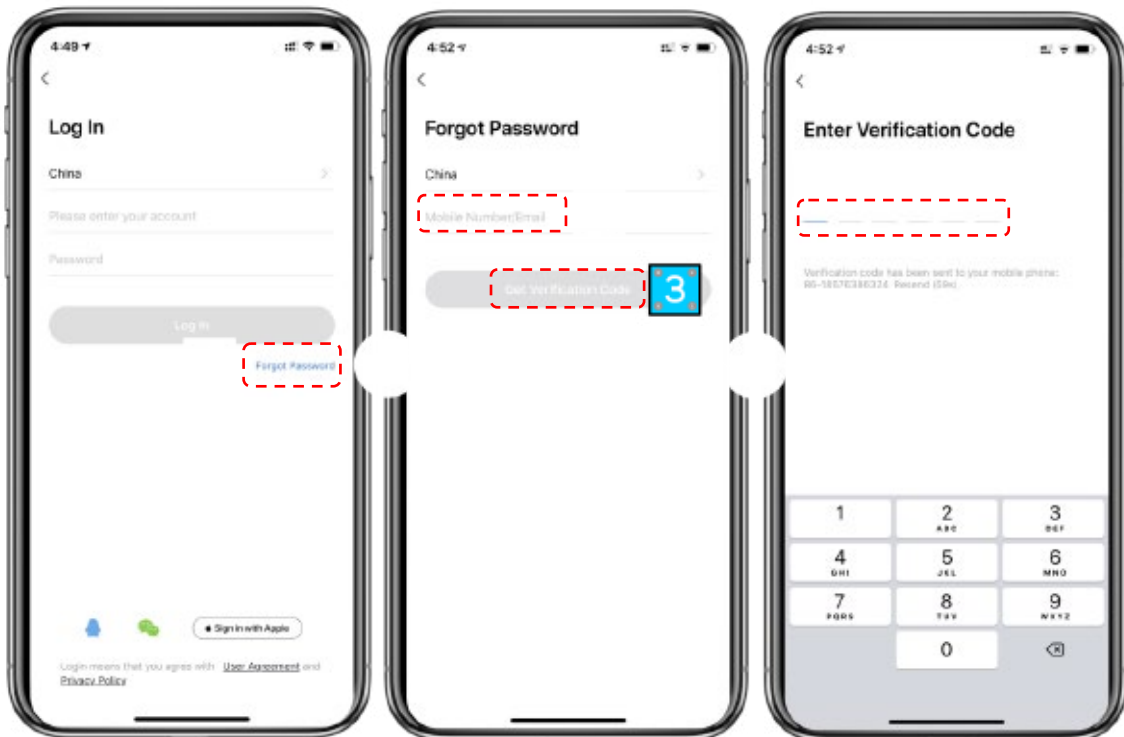 4:49
Log In
China
Please enter your account
Password
Log In
Forgot Password
Sign in with Apple
Login means that you agree with User Agreement and
Privacy Policy
4:52
Forgot Password
China
Mobile Number/Email
Get Verification Code
3
4:52
Enter Verification Code
Verification code has been sent to your mobile phone:
Resend (59s)
1
2
ABC
3
DEF
4
GHI
5
JKL
6
MNO
7
PQRS
8
TUV
9
WXYZ
0